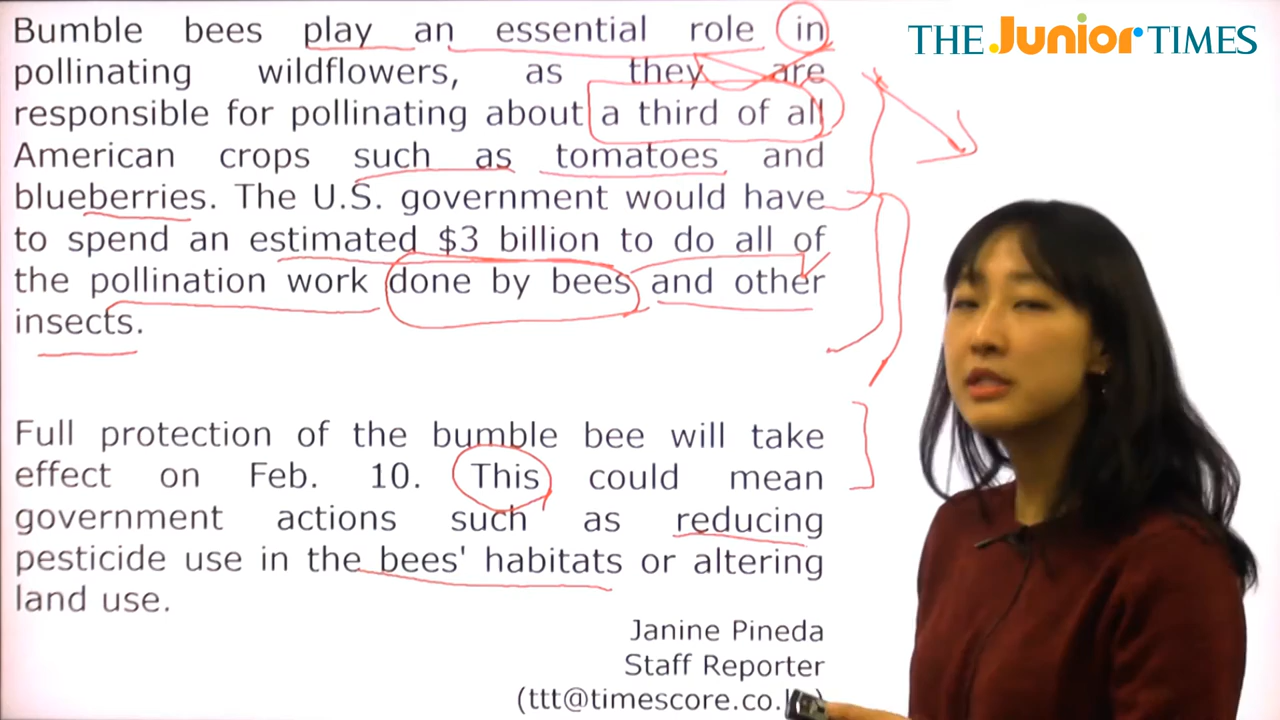 THE Junior TIMES
Bumble bees play an essential role in
pollinating wildflowers, as they are
responsible for pollinating about a third of all
American crops such as tomatoes and
blueberries. The U.S. government would have
to spend an estimated $3 billion to do all of
the pollination work done by bees and other
insects.
Full protection of the bumble bee will take
effect on Feb. 10. This could mean
government actions such as reducing
pesticide use in the bees' habitats or altering
land use.
Janine Pineda
Staff Reporter